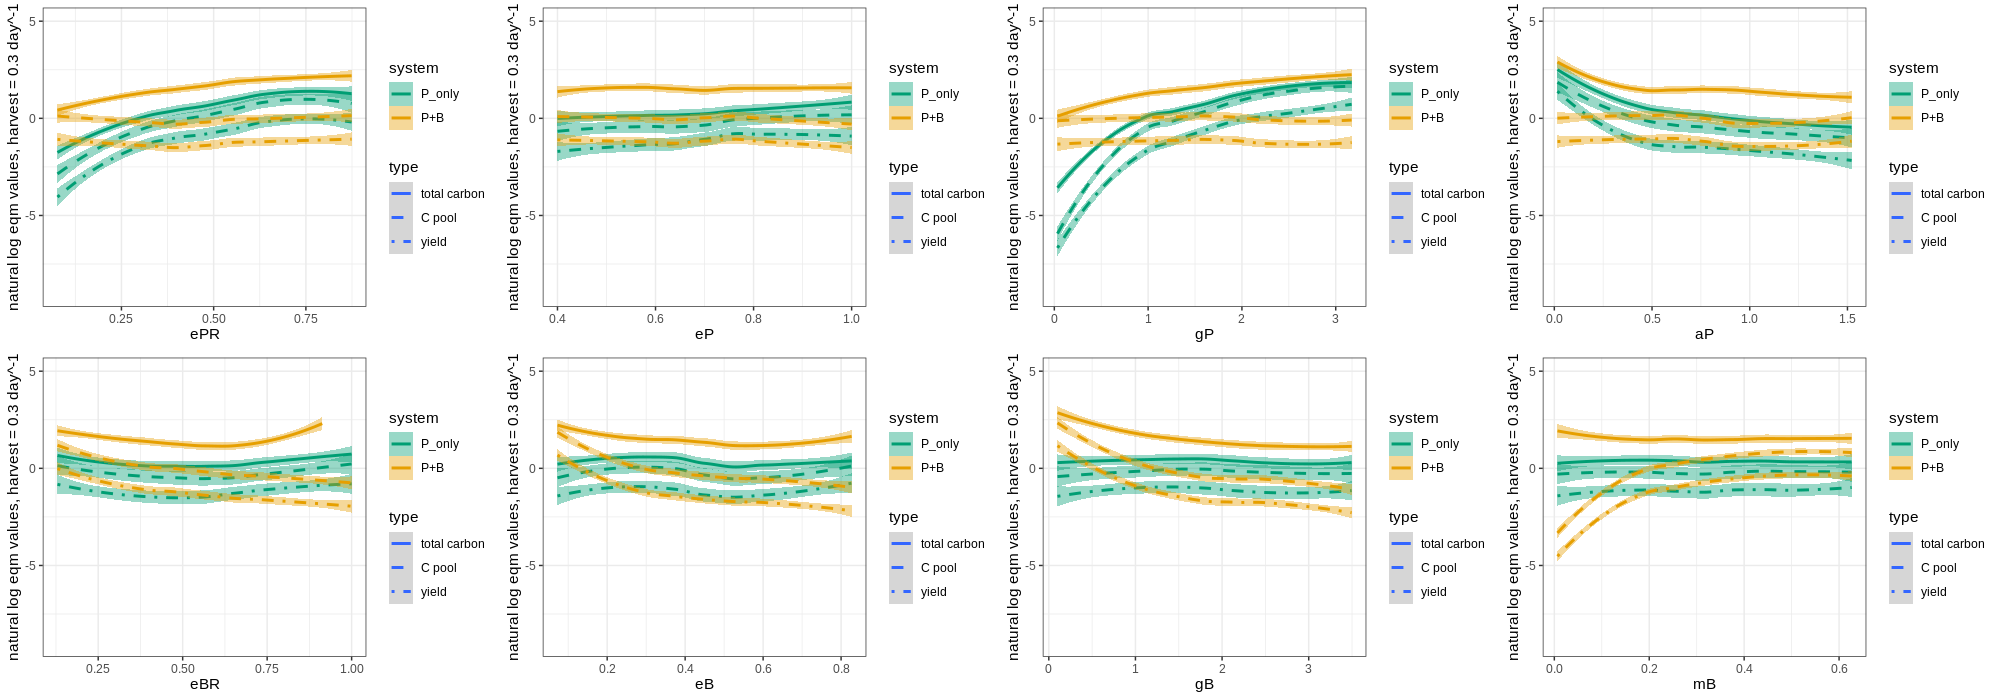 natural log eqm values, harvest = 0.3 day^-1
5
0
-5
0.25
0.50
0.75
ePR
system
P_only
P+B
type
total carbon
C pool
yield
natural log eqm values, harvest = 0.3 day^-1
5
0
-5
0.4
0.6
0.8
1.0
eP
system
P_only
P+B
type
total carbon
C pool
yield
natural log eqm values, harvest = 0.3 day^-1
5
0
-5
0
1
2
3
gP
system
P_only
P+B
type
total carbon
C pool
yield
natural log eqm values, harvest = 0.3 day^-1
5
0
-5
0.0
0.5
1.0
1.5
aP
system
P_only
P+B
type
total carbon
C pool
yield
natural log eqm values, harvest = 0.3 day^-1
5
0
-5
0.25
0.50
0.75
1.00
eBR
system
P_only
P+B
type
total carbon
C pool
yield
natural log eqm values, harvest = 0.3 day^-1
5
0
-5
0.2
0.4
0.6
0.8
eB
system
P_only
P+B
type
total carbon
C pool
yield
natural log eqm values, harvest = 0.3 day^-1
5
0
-5
0
1
2
3
gB
system
P_only
P+B
type
total carbon
C pool
yield
natural log eqm values, harvest = 0.3 day^-1
5
0
-5
0.0
0.2
0.4
0.6
mB
system
P_only
P+B
type
total carbon
C pool
yield